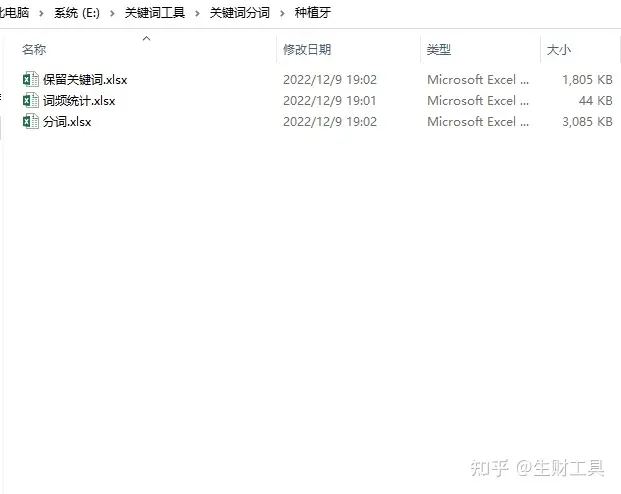 此电脑 › 系统 (E:) › 关键词工具 › 关键词分词 › 种植牙
名称 修改日期 类型 大小
保留关键词.xlsx 2022/12/9 19:02 Microsoft Excel ... 1,805 KB
词频统计.xlsx 2022/12/9 19:01 Microsoft Excel ... 44 KB
分词.xlsx 2022/12/9 19:02 Microsoft Excel ... 3,085 KB
知乎 @生财工具